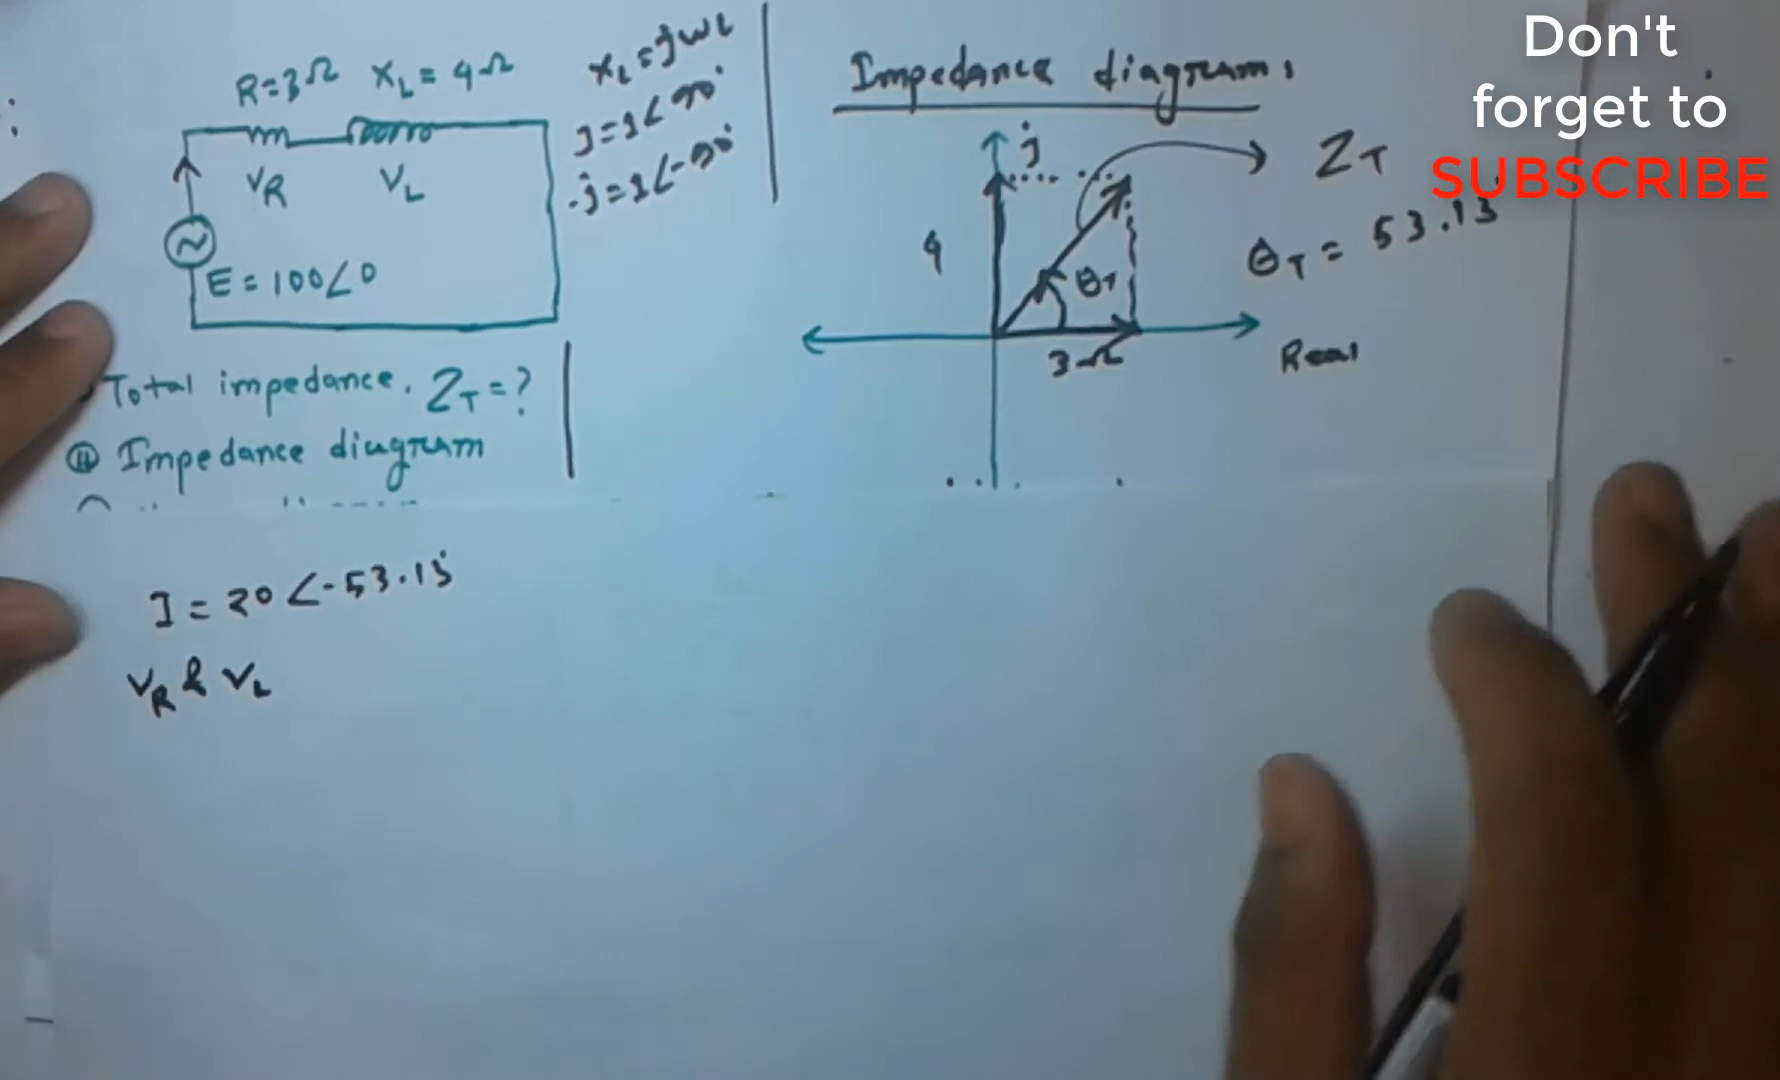 R=3Ω X_L = 4Ω
V_R V_L
E = 100∠0
X_L = jωL
j=1∠90°
-j=1∠-90°
Total impedance. Z_T = ?
ⓘⓘ Impedance diagram
I = 20∠-53.13°
V_R & V_L
Impedance diagram:
j
Z_T
4
θ_T
θ_T = 53.13°
3Ω
Real
Don't
forget to
SUBSCRIBE